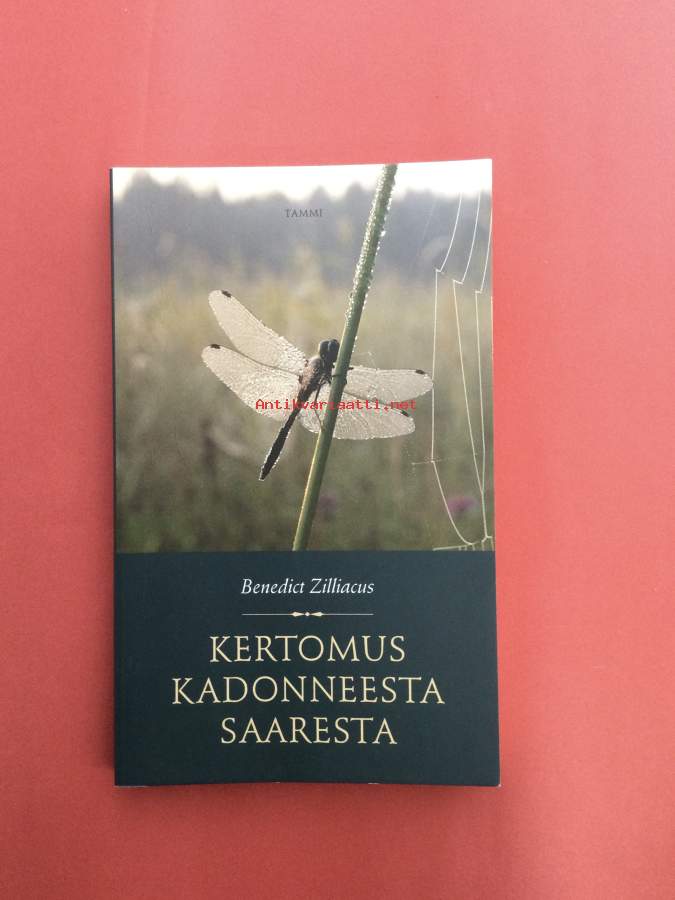 TAMMI
Antikvariaatti.net
Benedict Zilliacus
KERTOMUS
KADONNEESTA
SAARESTA